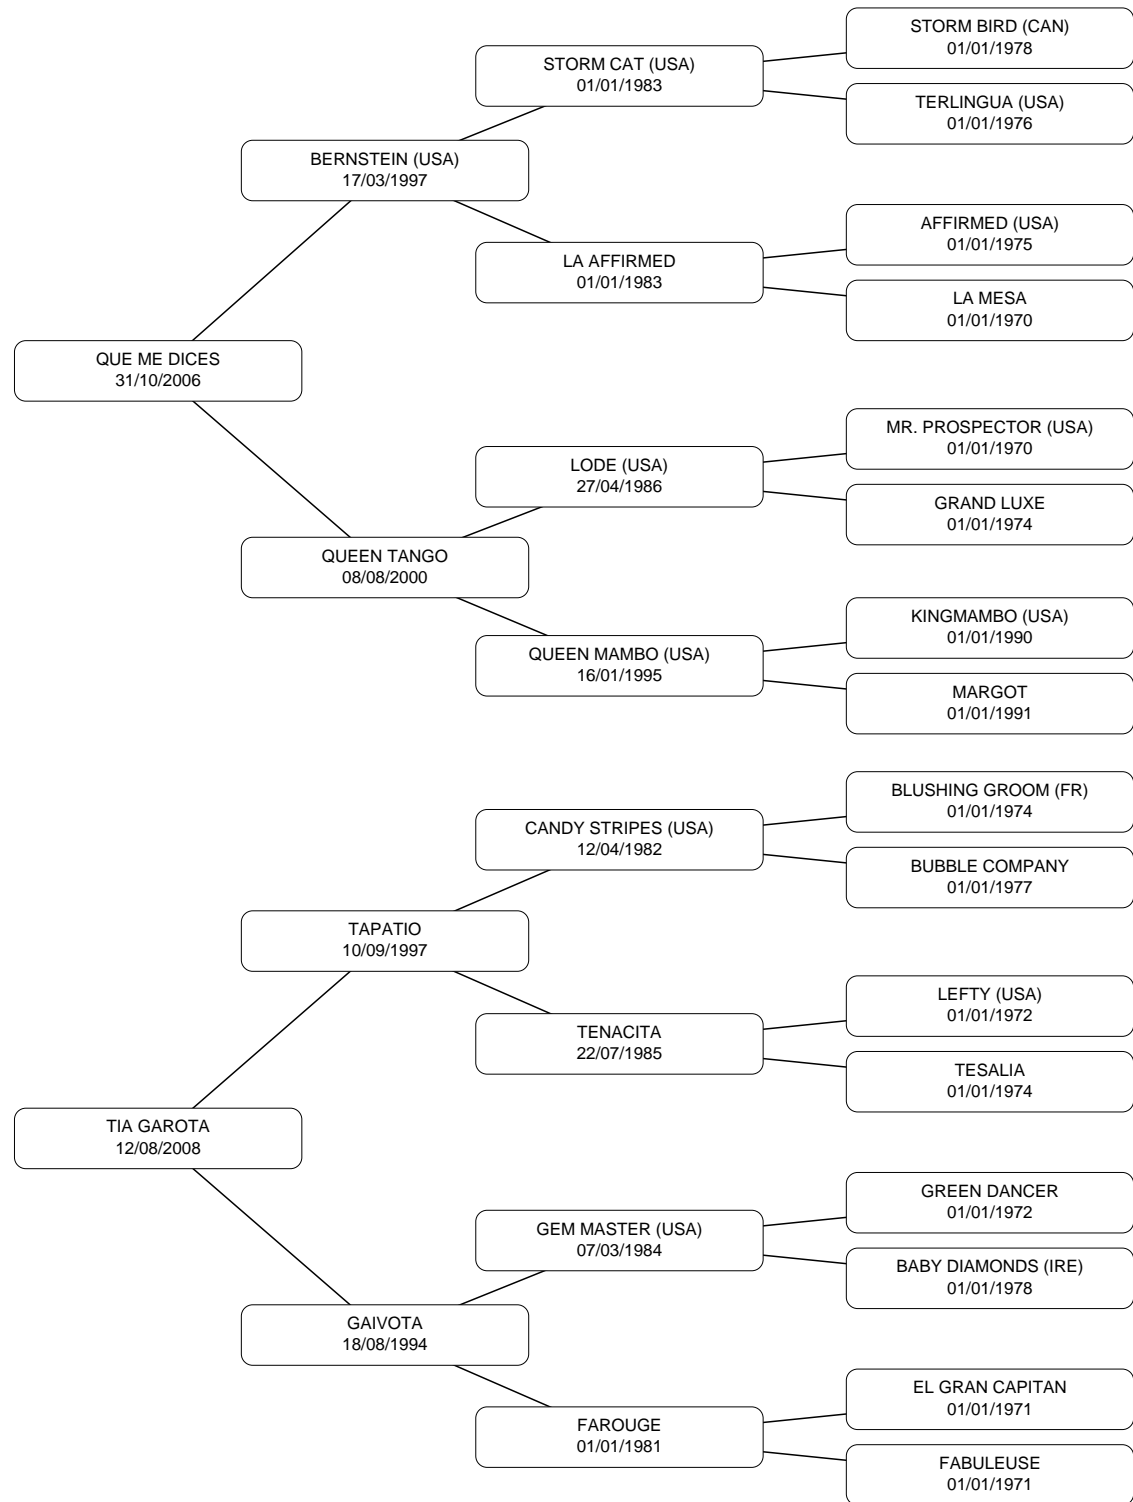 STORM BIRD (CAN)
01/01/1978
STORM CAT (USA)
01/01/1983
TERLINGUA (USA)
01/01/1976
BERNSTEIN (USA)
17/03/1997
AFFIRMED (USA)
01/01/1975
LA AFFIRMED
01/01/1983
LA MESA
01/01/1970
QUE ME DICES
31/10/2006
MR. PROSPECTOR (USA)
01/01/1970
LODE (USA)
27/04/1986
GRAND LUXE
01/01/1974
QUEEN TANGO
08/08/2000
KINGMAMBO (USA)
01/01/1990
QUEEN MAMBO (USA)
16/01/1995
MARGOT
01/01/1991
BLUSHING GROOM (FR)
01/01/1974
CANDY STRIPES (USA)
12/04/1982
BUBBLE COMPANY
01/01/1977
TAPATIO
10/09/1997
LEFTY (USA)
01/01/1972
TENACITA
22/07/1985
TESALIA
01/01/1974
TIA GAROTA
12/08/2008
GREEN DANCER
01/01/1972
GEM MASTER (USA)
07/03/1984
BABY DIAMONDS (IRE)
01/01/1978
GAIVOTA
18/08/1994
EL GRAN CAPITAN
01/01/1971
FAROUGE
01/01/1981
FABULEUSE
01/01/1971